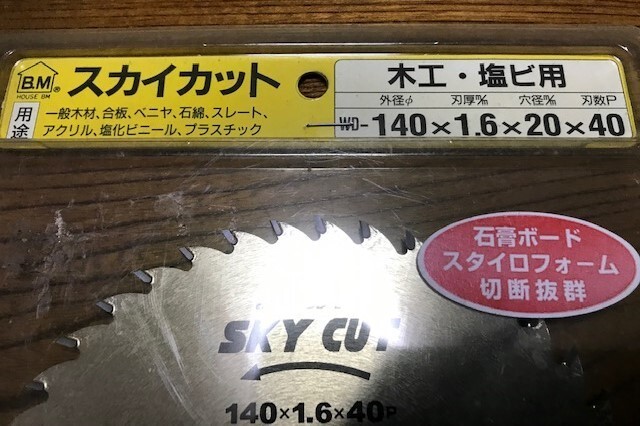 B.M®
HOUSE BM
スカイカット
用途
一般木材、合板、ベニヤ、石綿、スレート、
アクリル、塩化ビニール、プラスチック
木工・塩ビ用
外径φ 刃厚㎜ 穴径㎜ 刃数P
WD-140×1.6×20×40
石膏ボード
スタイロフォーム
切断抜群
SKY CUT
140×1.6×40P